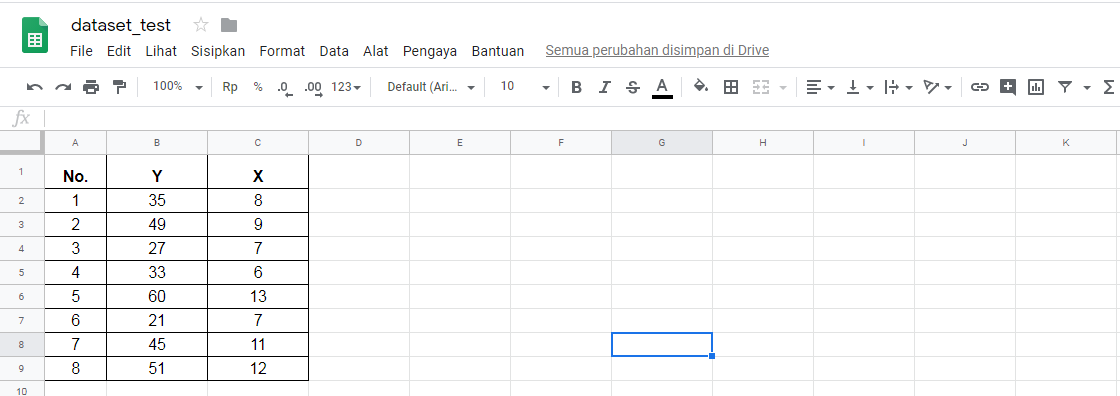 dataset_test
File Edit Lihat Sisipkan Format Data Alat Pengaya Bantuan Semua perubahan disimpan di Drive
100% Rp % .0 .00 123 Default (Ari... 10 B I S A Σ
fx
A B C D E F G H I J K
1 No. Y X
2 1 35 8
3 2 49 9
4 3 27 7
5 4 33 6
6 5 60 13
7 6 21 7
8 7 45 11
9 8 51 12
10